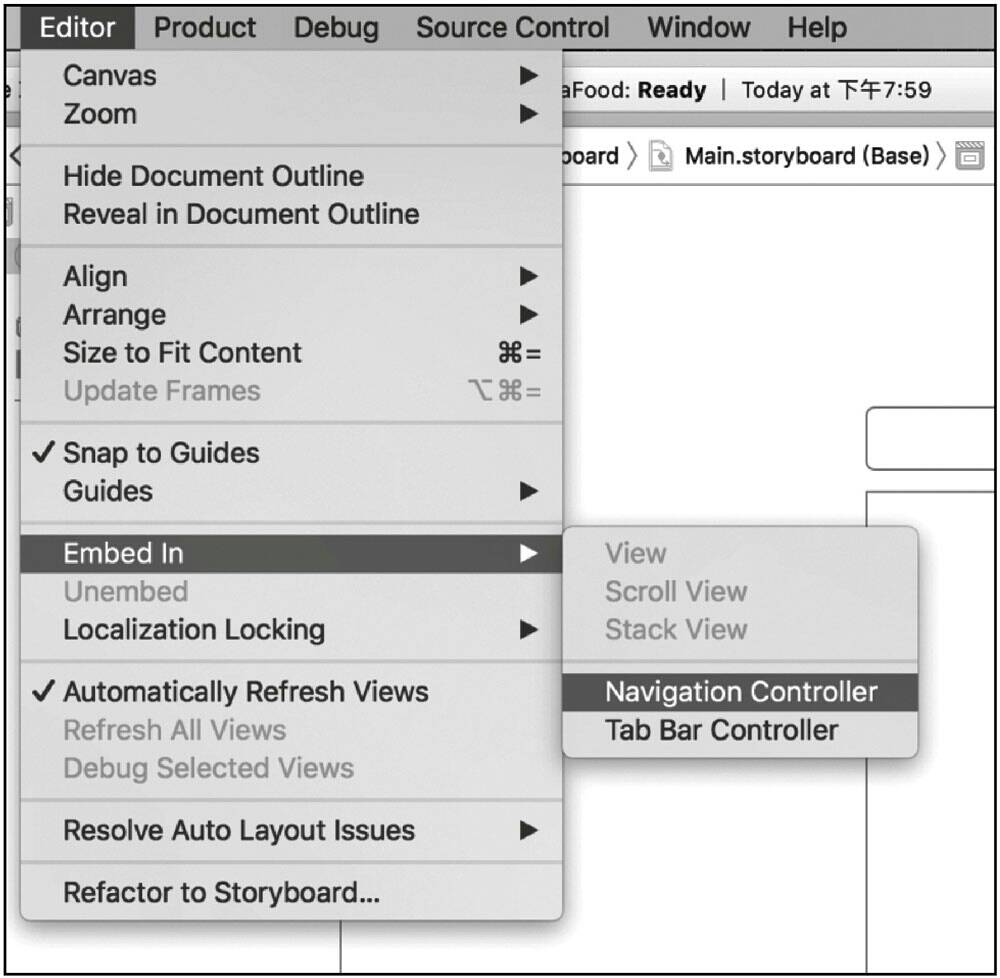 Editor Product Debug Source Control Window Help
aFood: Ready | Today at 下午7:59
board 〉 Main.storyboard (Base) 〉
Canvas ▶
Zoom ▶
Hide Document Outline
Reveal in Document Outline
Align ▶
Arrange ▶
Size to Fit Content ⌘=
Update Frames ⌥⌘=
✓ Snap to Guides
Guides ▶
Embed In ▶
Unembed
Localization Locking ▶
✓ Automatically Refresh Views
Refresh All Views
Debug Selected Views
Resolve Auto Layout Issues ▶
Refactor to Storyboard...
View
Scroll View
Stack View
Navigation Controller
Tab Bar Controller